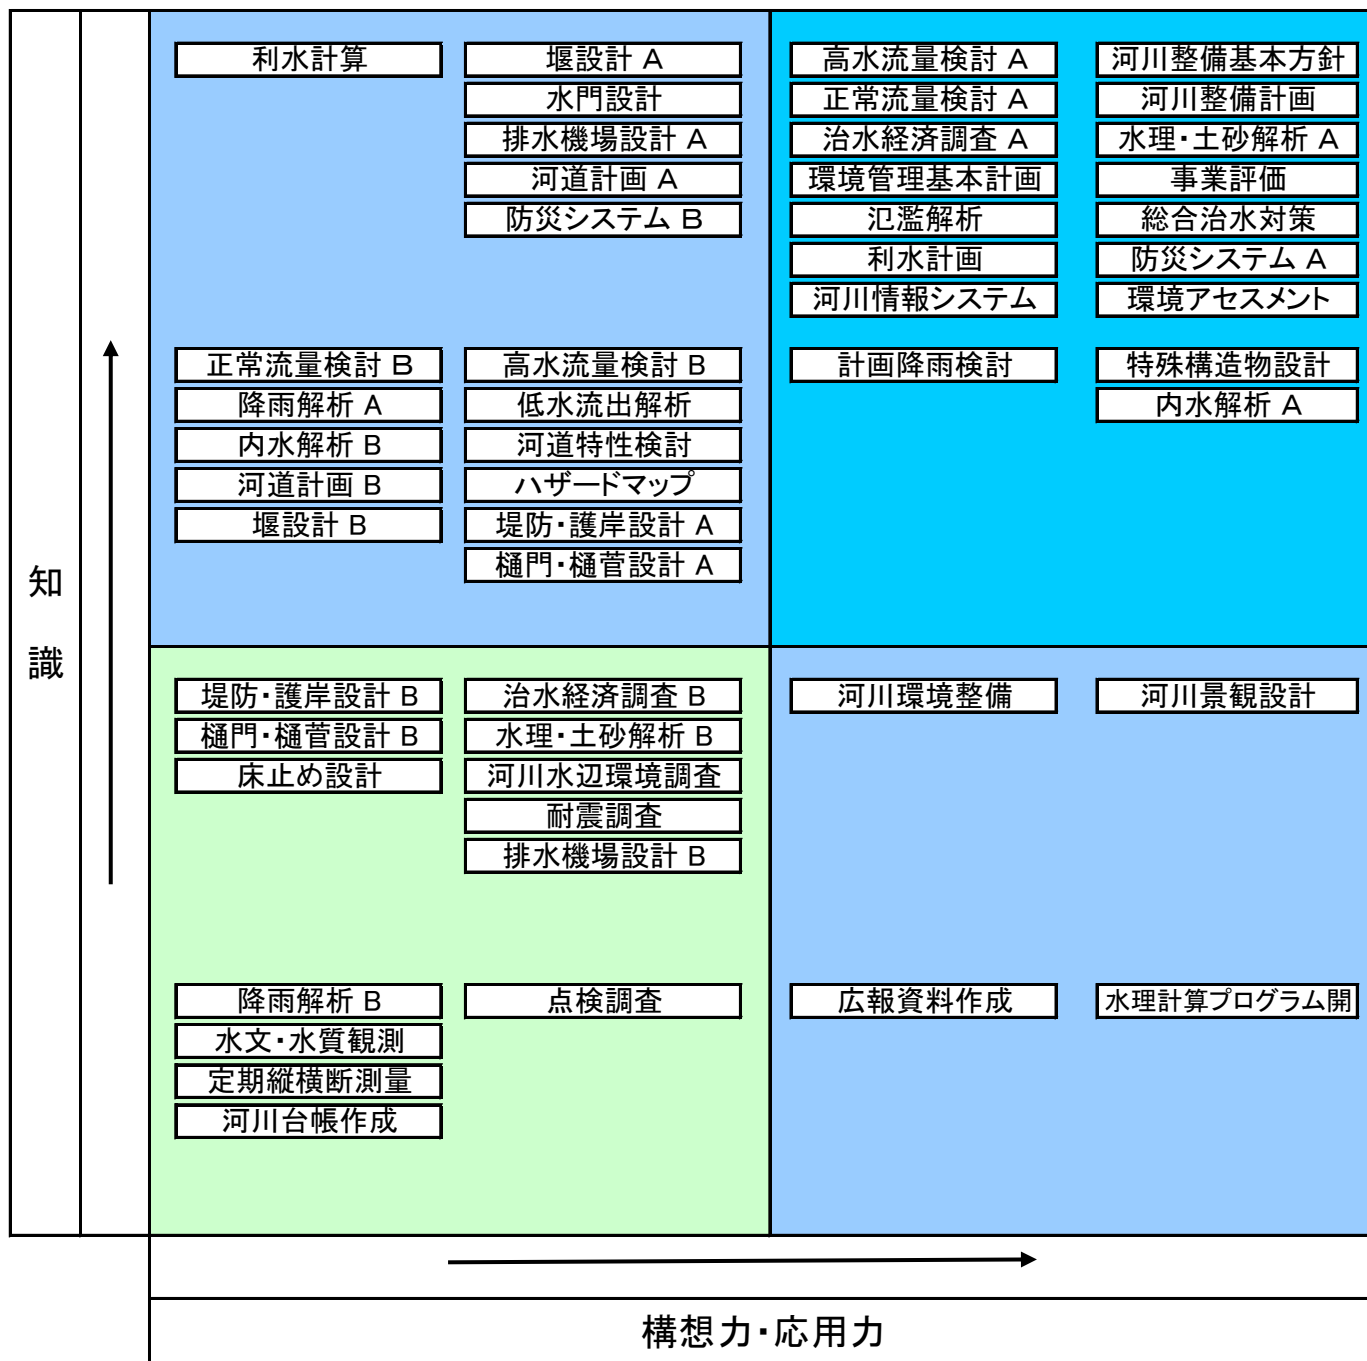 利水計算
堰設計 A
水門設計
排水機場設計 A
河道計画 A
防災システム B
高水流量検討 A
正常流量検討 A
治水経済調査 A
環境管理基本計画
氾濫解析
利水計画
河川情報システム
河川整備基本方針
河川整備計画
水理・土砂解析 A
事業評価
総合治水対策
防災システム A
環境アセスメント
正常流量検討 B
降雨解析 A
内水解析 B
河道計画 B
堰設計 B
高水流量検討 B
低水流出解析
河道特性検討
ハザードマップ
堤防・護岸設計 A
樋門・樋菅設計 A
計画降雨検討
特殊構造物設計
内水解析 A
知識
堤防・護岸設計 B
樋門・樋菅設計 B
床止め設計
治水経済調査 B
水理・土砂解析 B
河川水辺環境調査
耐震調査
排水機場設計 B
河川環境整備
河川景観設計
降雨解析 B
水文・水質観測
定期縦横断測量
河川台帳作成
点検調査
広報資料作成
水理計算プログラム開
構想力・応用力